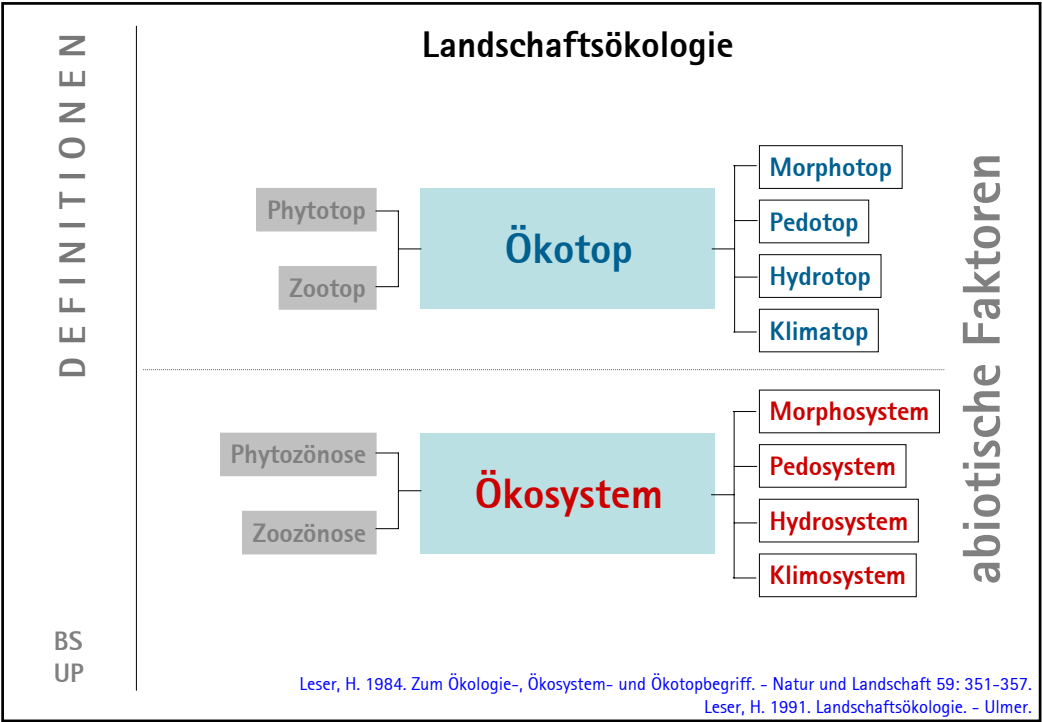 DEFINITIONEN
Landschaftsökologie
Phytotop
Zootop
Ökotop
Morphotop
Pedotop
Hydrotop
Klimatop
Phytozönose
Zoozönose
Ökosystem
Morphosystem
Pedosystem
Hydrosystem
Klimosystem
abiotische Faktoren
BS
UP
Leser, H. 1984. Zum Ökologie-, Ökosystem- und Ökotopbegriff. - Natur und Landschaft 59: 351-357.
Leser, H. 1991. Landschaftsökologie. - Ulmer.